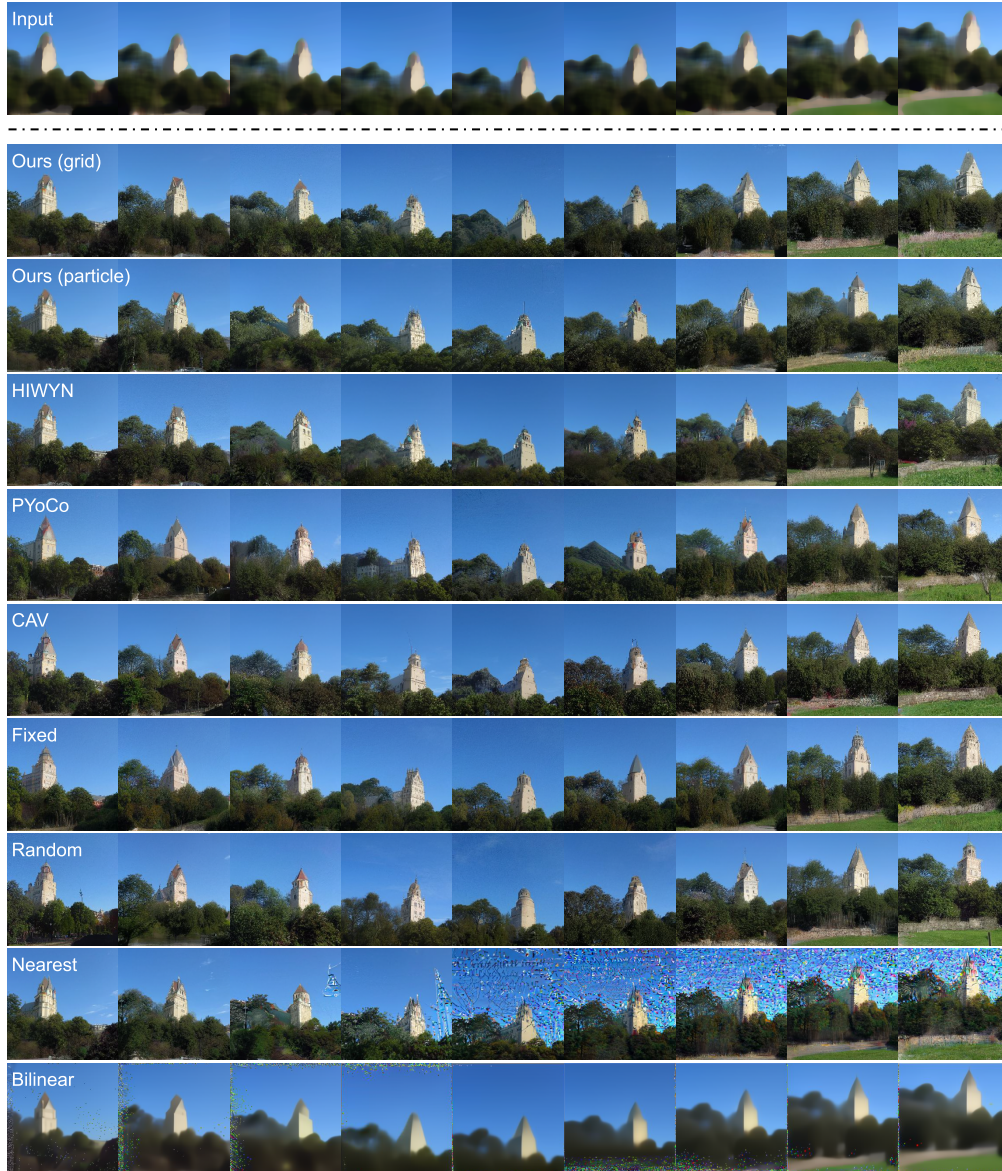 Input
Ours (grid)
Ours (particle)
HIWYN
PYoCo
CAV
Fixed
Random
Nearest
Bilinear